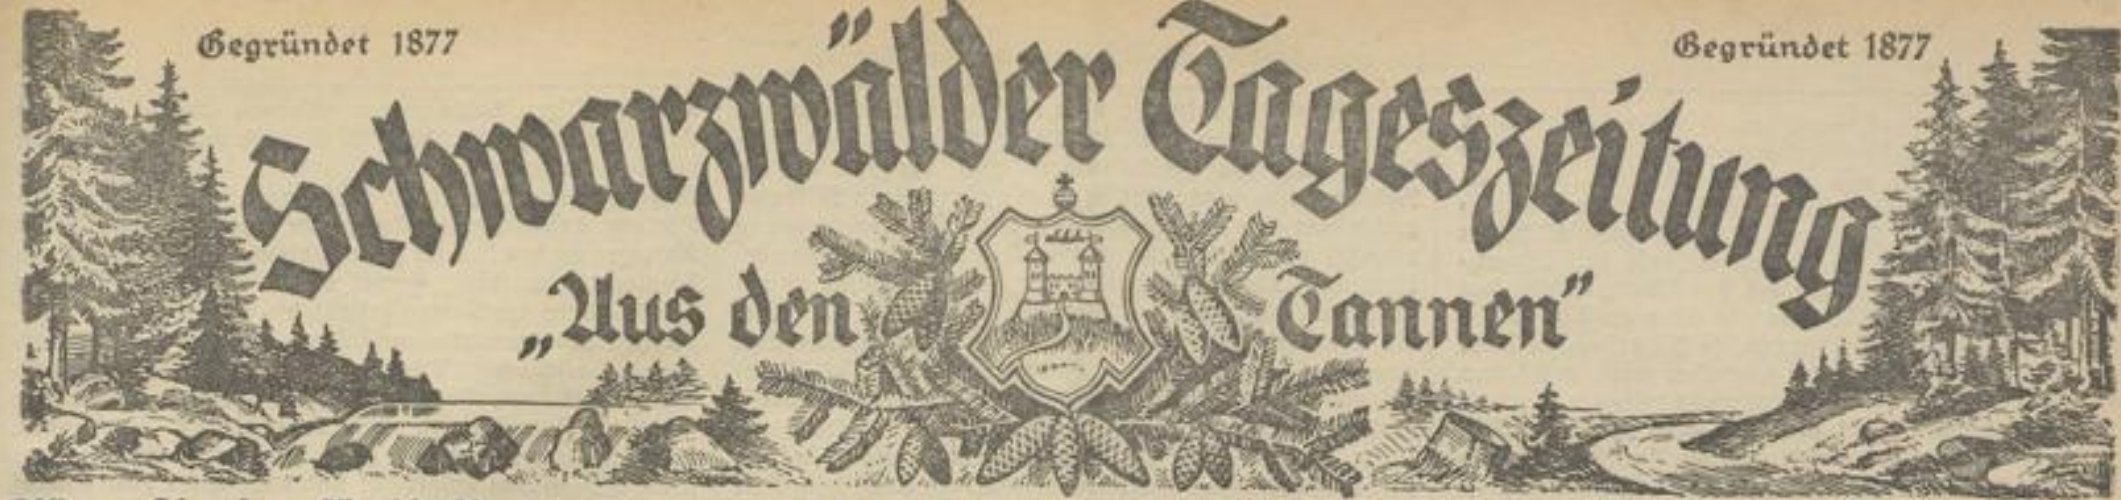 Gegründet 1877
Gegründet 1877
Schwarzwälder Tageszeitung
„Aus den Tannen“